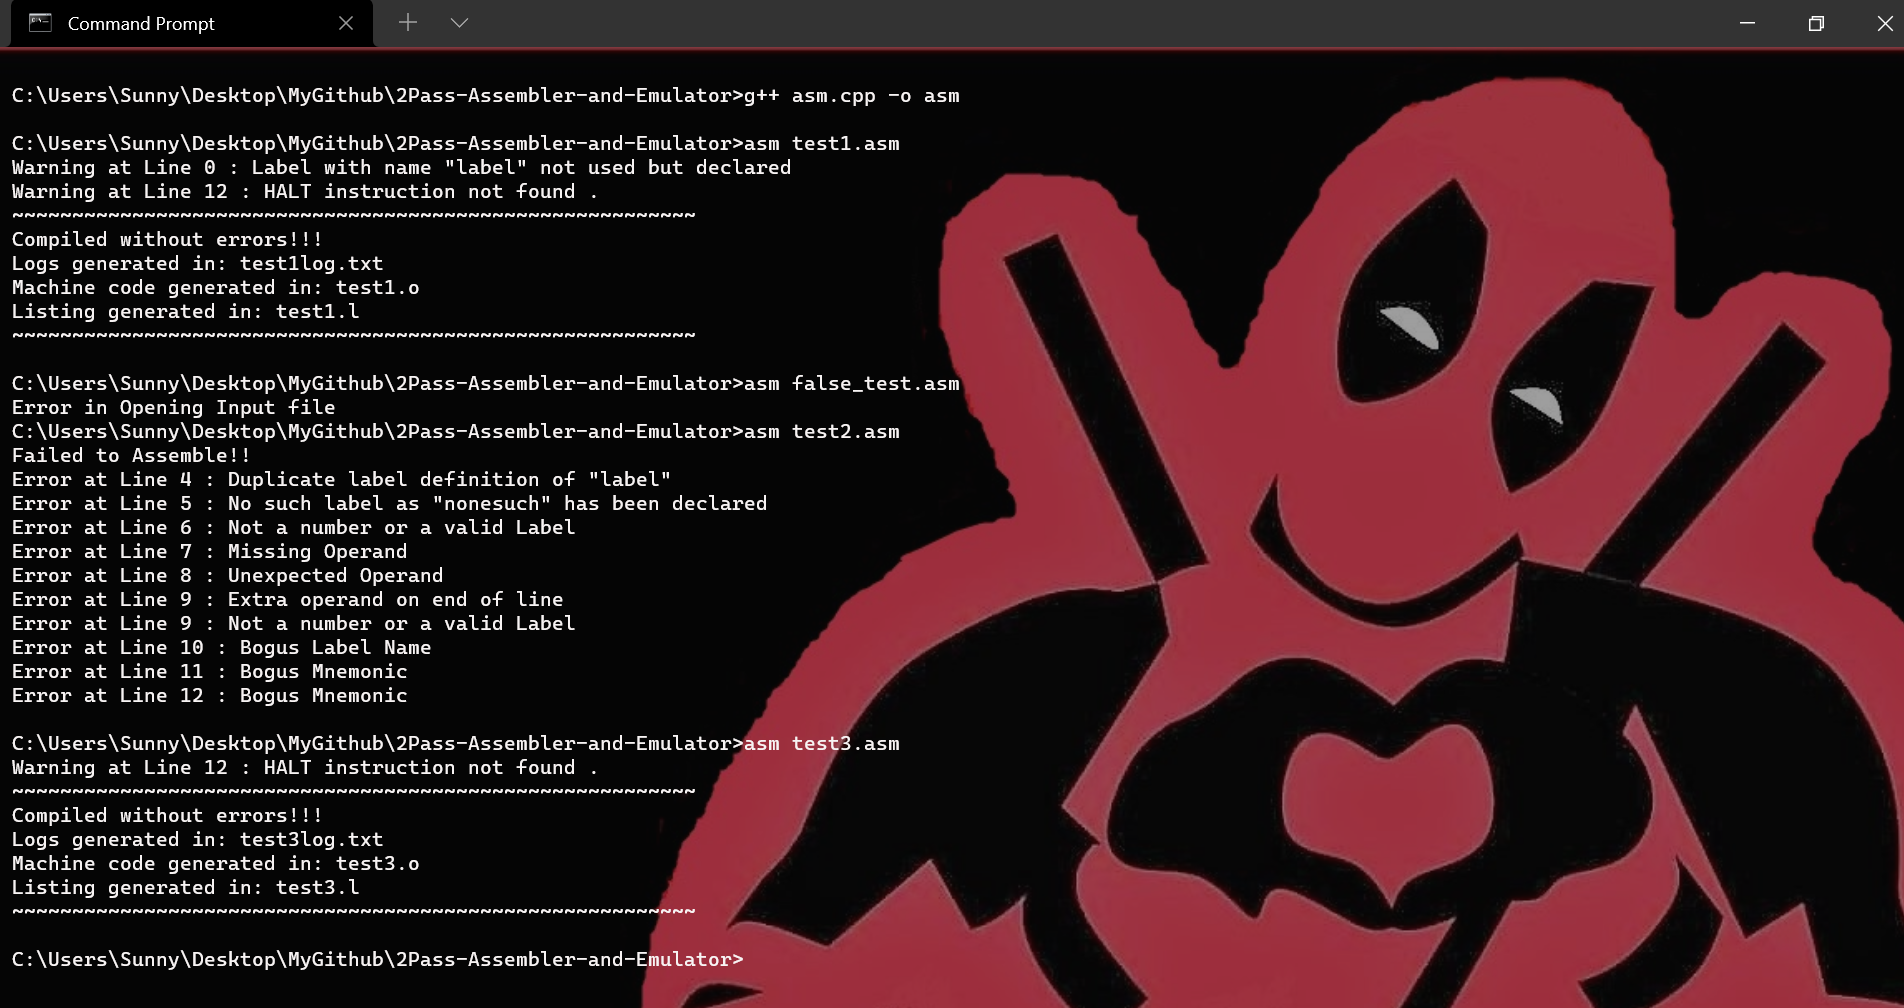 Command Prompt
C:\Users\Sunny\Desktop\MyGithub\2Pass-Assembler-and-Emulator>g++ asm.cpp -o asm
C:\Users\Sunny\Desktop\MyGithub\2Pass-Assembler-and-Emulator>asm test1.asm
Warning at Line 0 : Label with name "label" not used but declared
Warning at Line 12 : HALT instruction not found .
~~~~~~~~~~~~~~~~~~~~~~~~~~~~~~~~~~~~~~~~~~~~~~~~~~~~~~~~~
Compiled without errors!!!
Logs generated in: test1log.txt
Machine code generated in: test1.o
Listing generated in: test1.l
~~~~~~~~~~~~~~~~~~~~~~~~~~~~~~~~~~~~~~~~~~~~~~~~~~~~~~~~~
C:\Users\Sunny\Desktop\MyGithub\2Pass-Assembler-and-Emulator>asm false_test.asm
Error in Opening Input file
C:\Users\Sunny\Desktop\MyGithub\2Pass-Assembler-and-Emulator>asm test2.asm
Failed to Assemble!!
Error at Line 4 : Duplicate label definition of "label"
Error at Line 5 : No such label as "nonesuch" has been declared
Error at Line 6 : Not a number or a valid Label
Error at Line 7 : Missing Operand
Error at Line 8 : Unexpected Operand
Error at Line 9 : Extra operand on end of line
Error at Line 9 : Not a number or a valid Label
Error at Line 10 : Bogus Label Name
Error at Line 11 : Bogus Mnemonic
Error at Line 12 : Bogus Mnemonic
C:\Users\Sunny\Desktop\MyGithub\2Pass-Assembler-and-Emulator>asm test3.asm
Warning at Line 12 : HALT instruction not found .
~~~~~~~~~~~~~~~~~~~~~~~~~~~~~~~~~~~~~~~~~~~~~~~~~~~~~~~~~
Compiled without errors!!!
Logs generated in: test3log.txt
Machine code generated in: test3.o
Listing generated in: test3.l
~~~~~~~~~~~~~~~~~~~~~~~~~~~~~~~~~~~~~~~~~~~~~~~~~~~~~~~~~
C:\Users\Sunny\Desktop\MyGithub\2Pass-Assembler-and-Emulator>